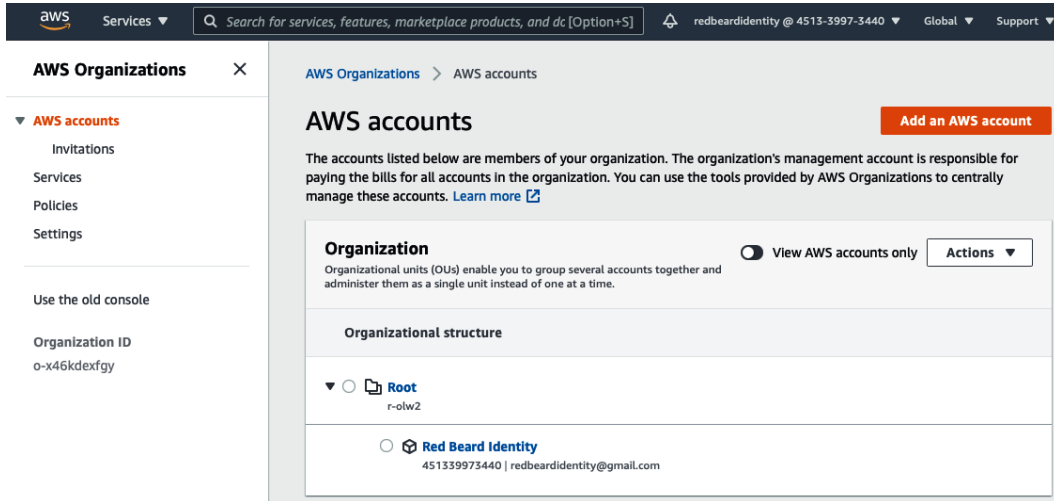 aws Services ▼ Search for services, features, marketplace products, and dc [Option+S] redbeardidentity @ 4513-3997-3440 ▼ Global ▼ Support ▼
AWS Organizations ×
AWS accounts
Invitations
Services
Policies
Settings
Use the old console
Organization ID
o-x46kdexfgy
AWS Organizations > AWS accounts
AWS accounts
Add an AWS account
The accounts listed below are members of your organization. The organization's management account is responsible for
paying the bills for all accounts in the organization. You can use the tools provided by AWS Organizations to centrally
manage these accounts. Learn more
Organization
Organizational units (OUs) enable you to group several accounts together and
administer them as a single unit instead of one at a time.
View AWS accounts only
Actions ▼
Organizational structure
Root
r-olw2
Red Beard Identity
451339973440 | redbeardidentity@gmail.com